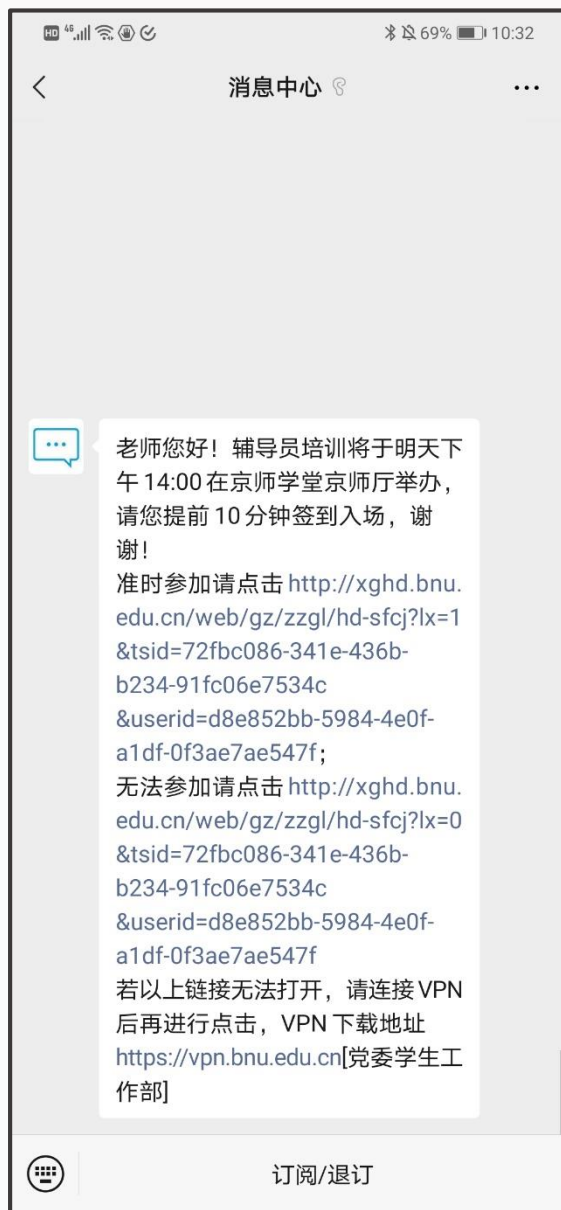 HD 46 69% 10:32
消息中心
老师您好！辅导员培训将于明天下
午 14:00 在京师学堂京师厅举办，
请您提前 10 分钟签到入场，谢
谢！
准时参加请点击 http://xghd.bnu.
edu.cn/web/gz/zzgl/hd-sfcj?lx=1
&tsid=72fbc086-341e-436b-
b234-91fc06e7534c
&userid=d8e852bb-5984-4e0f-
a1df-0f3ae7ae547f；
无法参加请点击 http://xghd.bnu.
edu.cn/web/gz/zzgl/hd-sfcj?lx=0
&tsid=72fbc086-341e-436b-
b234-91fc06e7534c
&userid=d8e852bb-5984-4e0f-
a1df-0f3ae7ae547f
若以上链接无法打开，请连接 VPN
后再进行点击，VPN 下载地址
https://vpn.bnu.edu.cn[党委学生工
作部]
订阅/退订